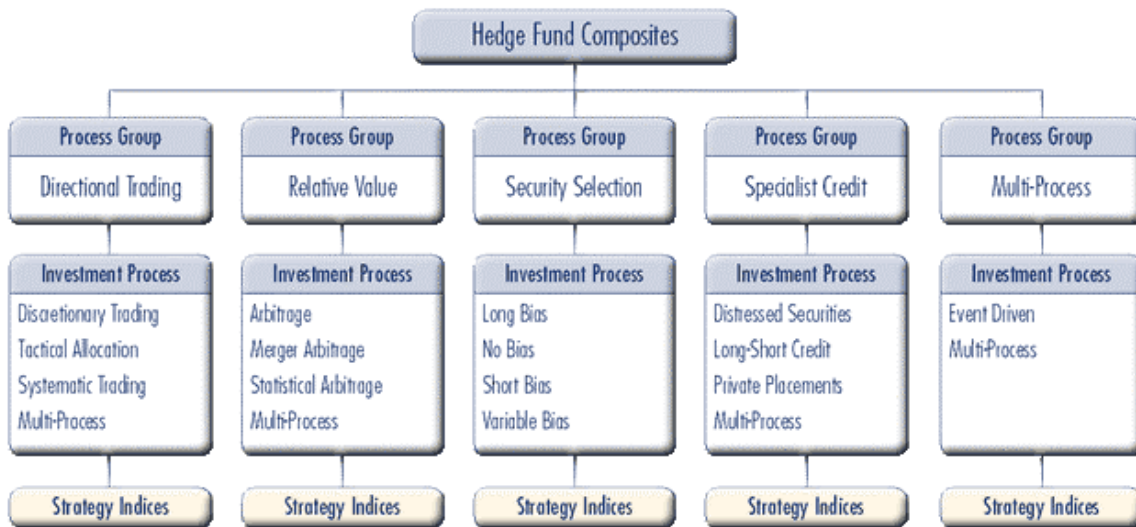 Hedge Fund Composites
Process Group
Directional Trading
Process Group
Relative Value
Process Group
Security Selection
Process Group
Specialist Credit
Process Group
Multi-Process
Investment Process
Discretionary Trading
Tactical Allocation
Systematic Trading
Multi-Process
Investment Process
Arbitrage
Merger Arbitrage
Statistical Arbitrage
Multi-Process
Investment Process
Long Bias
No Bias
Short Bias
Variable Bias
Investment Process
Distressed Securities
Long-Short Credit
Private Placements
Multi-Process
Investment Process
Event Driven
Multi-Process
Strategy Indices
Strategy Indices
Strategy Indices
Strategy Indices
Strategy Indices